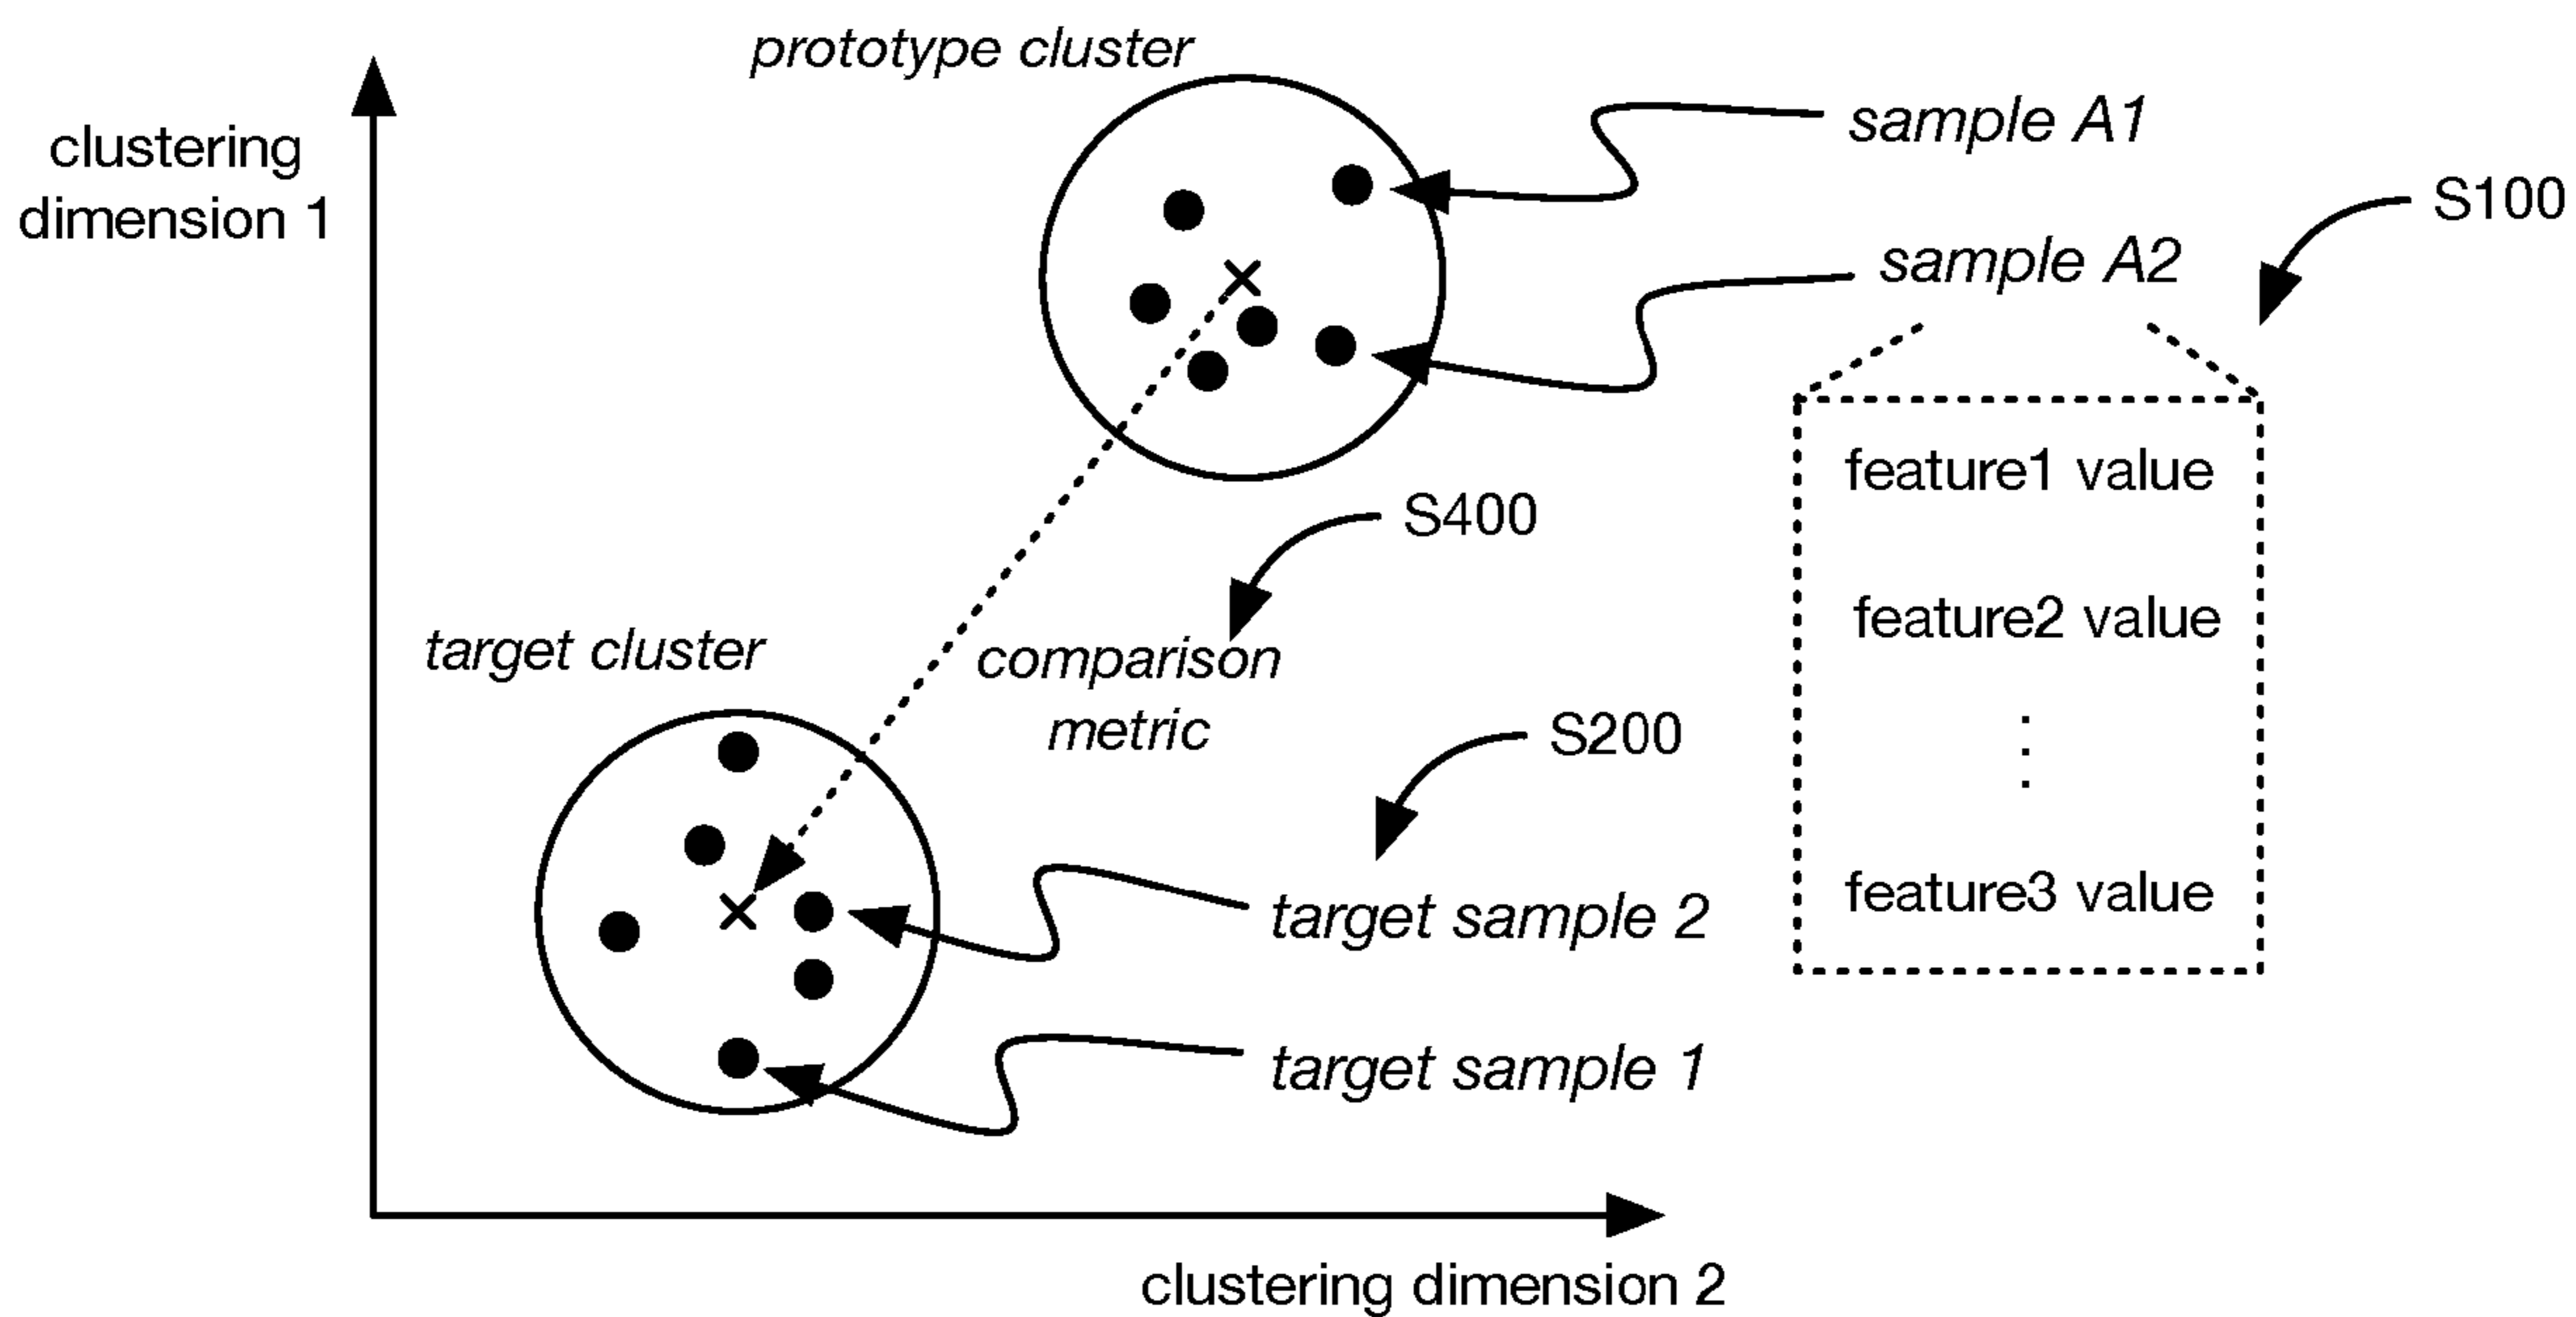 prototype cluster
clustering
dimension 1
sample A1
S100
sample A2
feature1 value
S400
feature2 value
target cluster
comparison
metric
S200
feature3 value
target sample 2
target sample 1
clustering dimension 2